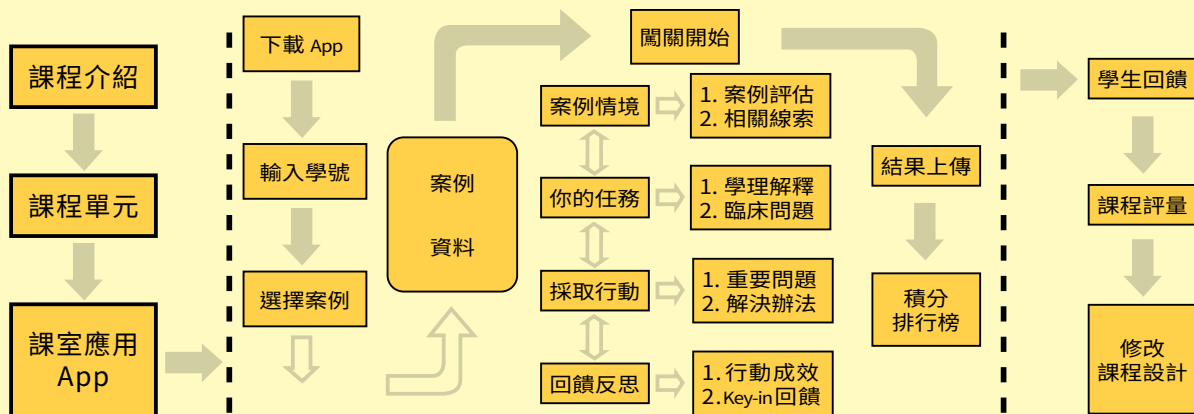 課程介紹
課程單元
課室應用
App
下載 App
輸入學號
選擇案例
案例
資料
闖關開始
案例情境
1. 案例評估
2. 相關線索
你的任務
1. 學理解釋
2. 臨床問題
採取行動
1. 重要問題
2. 解決辦法
回饋反思
1. 行動成效
2.Key-in 回饋
結果上傳
積分
排行榜
學生回饋
課程評量
修改
課程設計